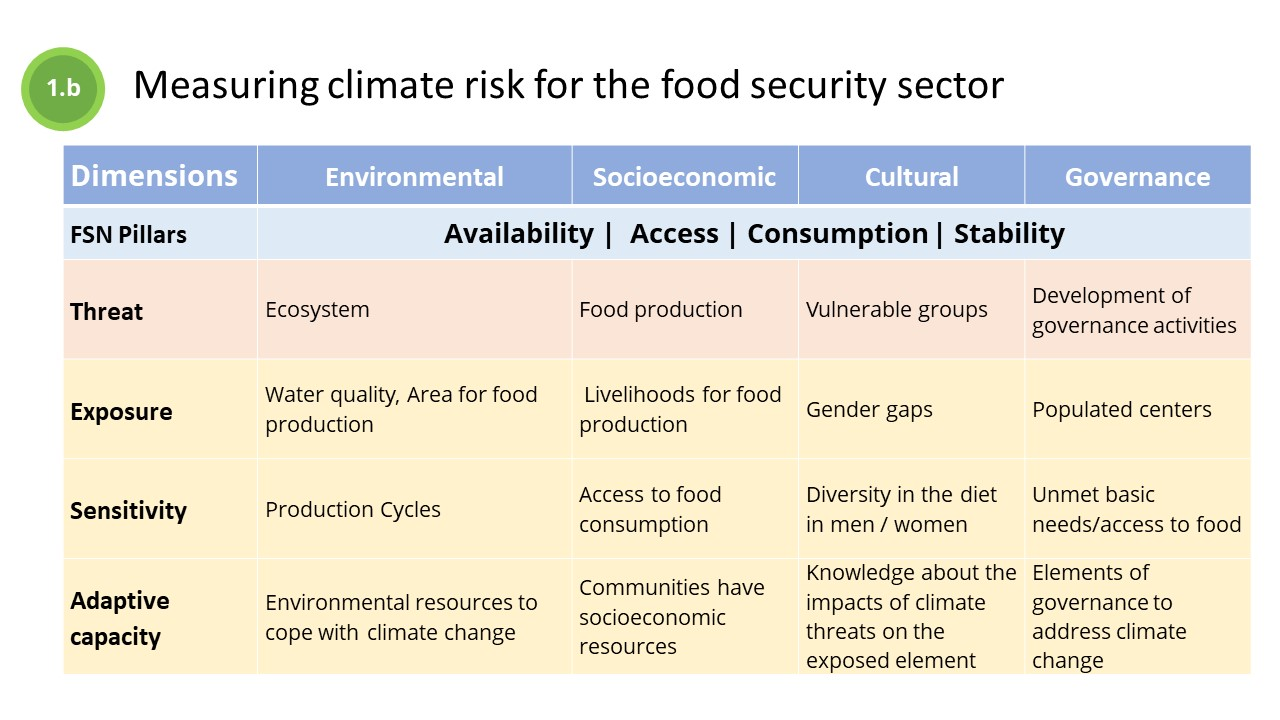 1.b
Measuring climate risk for the food security sector
Dimensions
Environmental
Socioeconomic
Cultural
Governance
FSN Pillars
Availability | Access | Consumption | Stability
Threat
Ecosystem
Food production
Vulnerable groups
Development of
governance activities
Exposure
Water quality, Area for food
production
Livelihoods for food
production
Gender gaps
Populated centers
Sensitivity
Production Cycles
Access to food
consumption
Diversity in the diet
in men / women
Unmet basic
needs/access to food
Adaptive
capacity
Environmental resources to
cope with climate change
Communities have
socioeconomic
resources
Knowledge about the
impacts of climate
threats on the
exposed element
Elements of
governance to
address climate
change